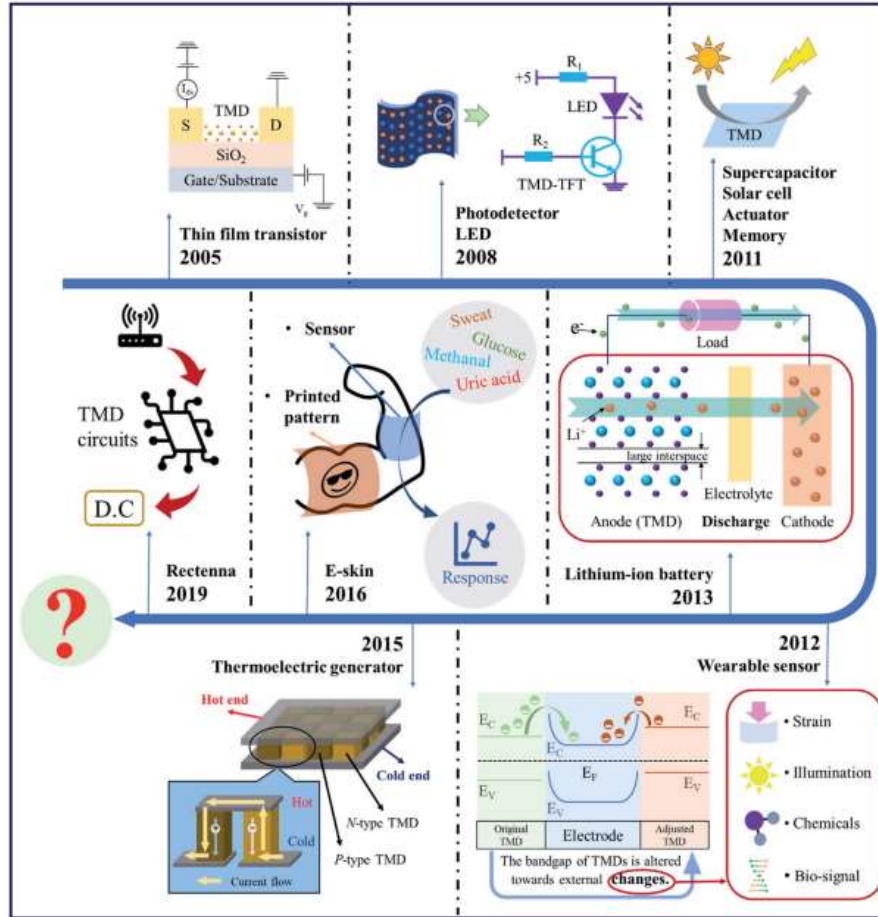 I_ds
TMD
S
D
SiO₂
Gate/Substrate
V_g
Thin film transistor
2005
+5
R₁
LED
R₂
TMD-TFT
Photodetector
LED
2008
TMD
Supercapacitor
Solar cell
Actuator
Memory
2011
TMD
circuits
D.C
Rectenna
2019
• Sensor
• Printed
pattern
Sweat
Glucose
Methanal
Uric acid
Response
E-skin
2016
e⁻
Load
Li⁺
large interspace
Electrolyte
Anode (TMD)
Discharge
Cathode
Lithium-ion battery
2013
?
2015
Thermoelectric generator
Hot end
Cold end
Hot
Cold
N-type TMD
P-type TMD
Current flow
2012
Wearable sensor
E_C
E_C
E_C
E_F
E_V
E_V
E_V
Original
TMD
Electrode
Adjusted
TMD
The bandgap of TMDs is altered
towards external changes.
• Strain
• Illumination
• Chemicals
• Bio-signal